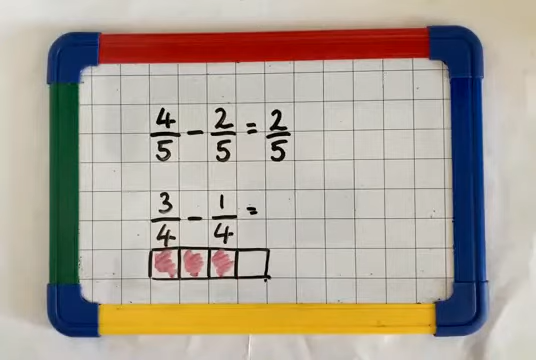 4/5 - 2/5 = 2/5
3/4 - 1/4 =